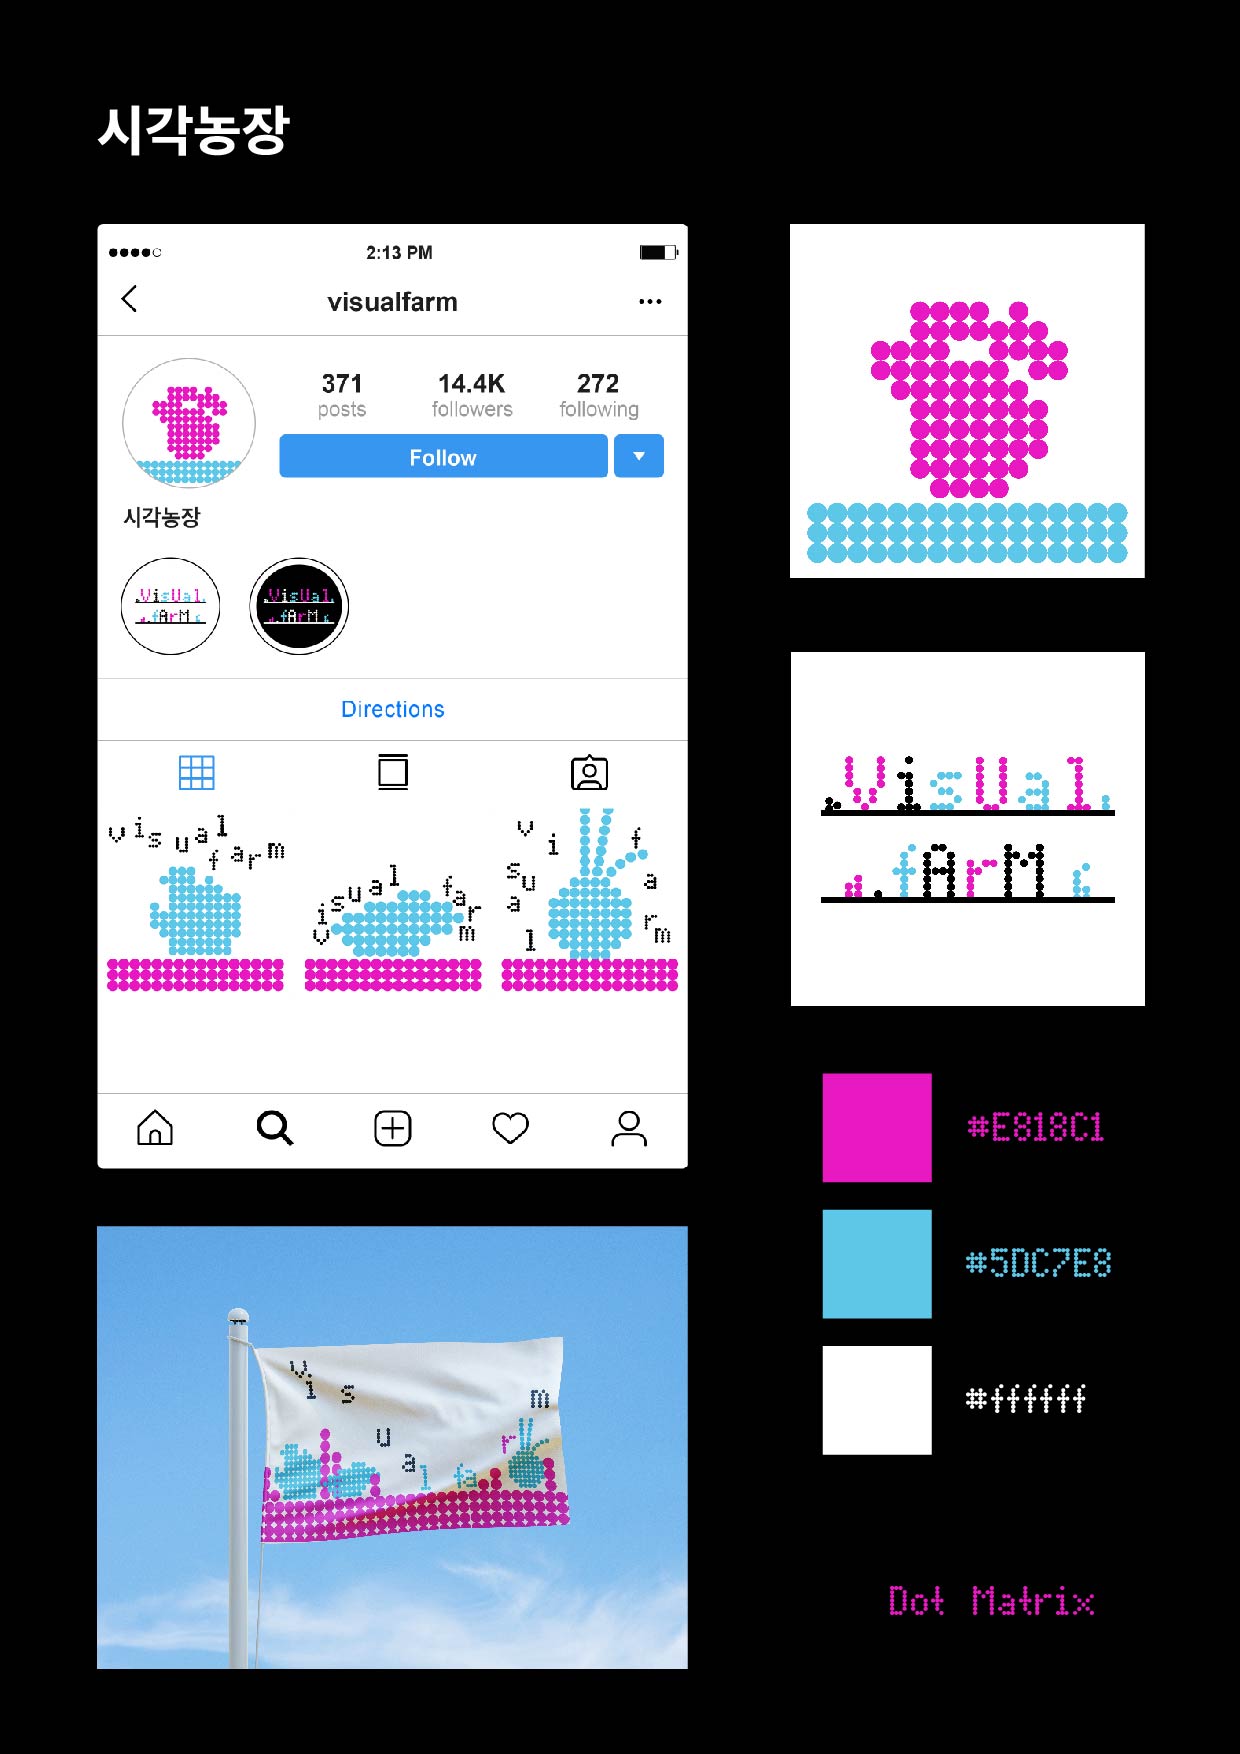 시각농장
2:13 PM
visualfarm
371 14.4K 272
posts followers following
Follow
시각농장
VisUal
fArM
VisUal
fArM
Directions
visual
farm
visual
farm
visual
farm
VisUal
fArM
#E818C1
#5DC7E8
#ffffff
visual farm
Dot Matrix